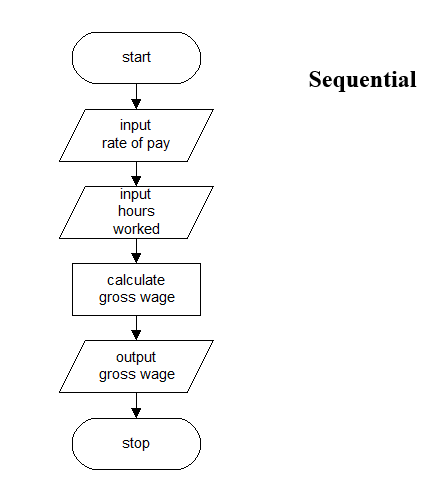 start
Sequential
input
rate of pay
input
hours
worked
calculate
gross wage
output
gross wage
stop